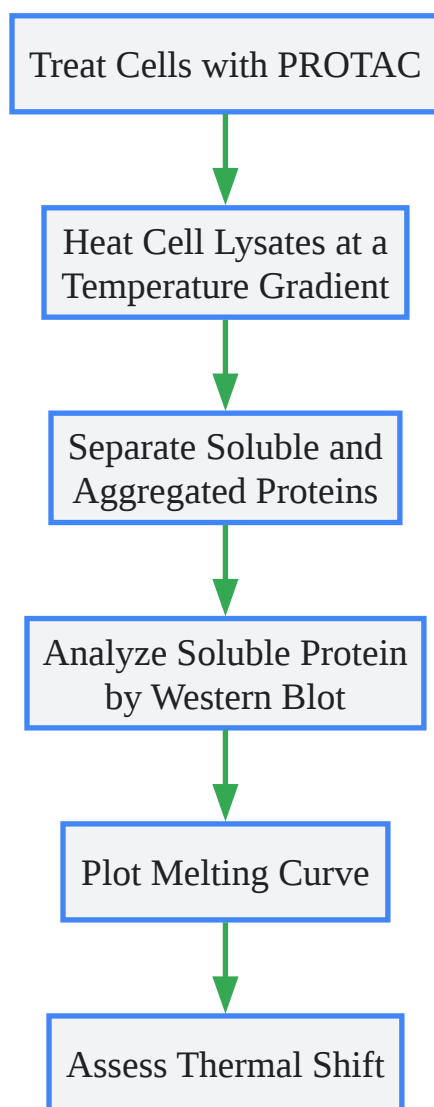 Treat Cells with PROTAC
Heat Cell Lysates at a
Temperature Gradient
Separate Soluble and
Aggregated Proteins
Analyze Soluble Protein
by Western Blot
Plot Melting Curve
Assess Thermal Shift